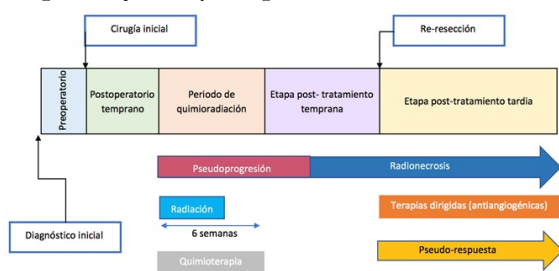 Cirugía inicial
Re-resección
Preoperatorio
Postoperatorio
temprano
Periodo de
quimioradiación
Etapa post- tratamiento
temprana
Etapa post-tratamiento tardia
Pseudoprogresión
Radionecrosis
Radiación
Terapias dirigidas (antiangiogénicas)
6 semanas
Diagnóstico inicial
Pseudo-respuesta
Quimioterapia